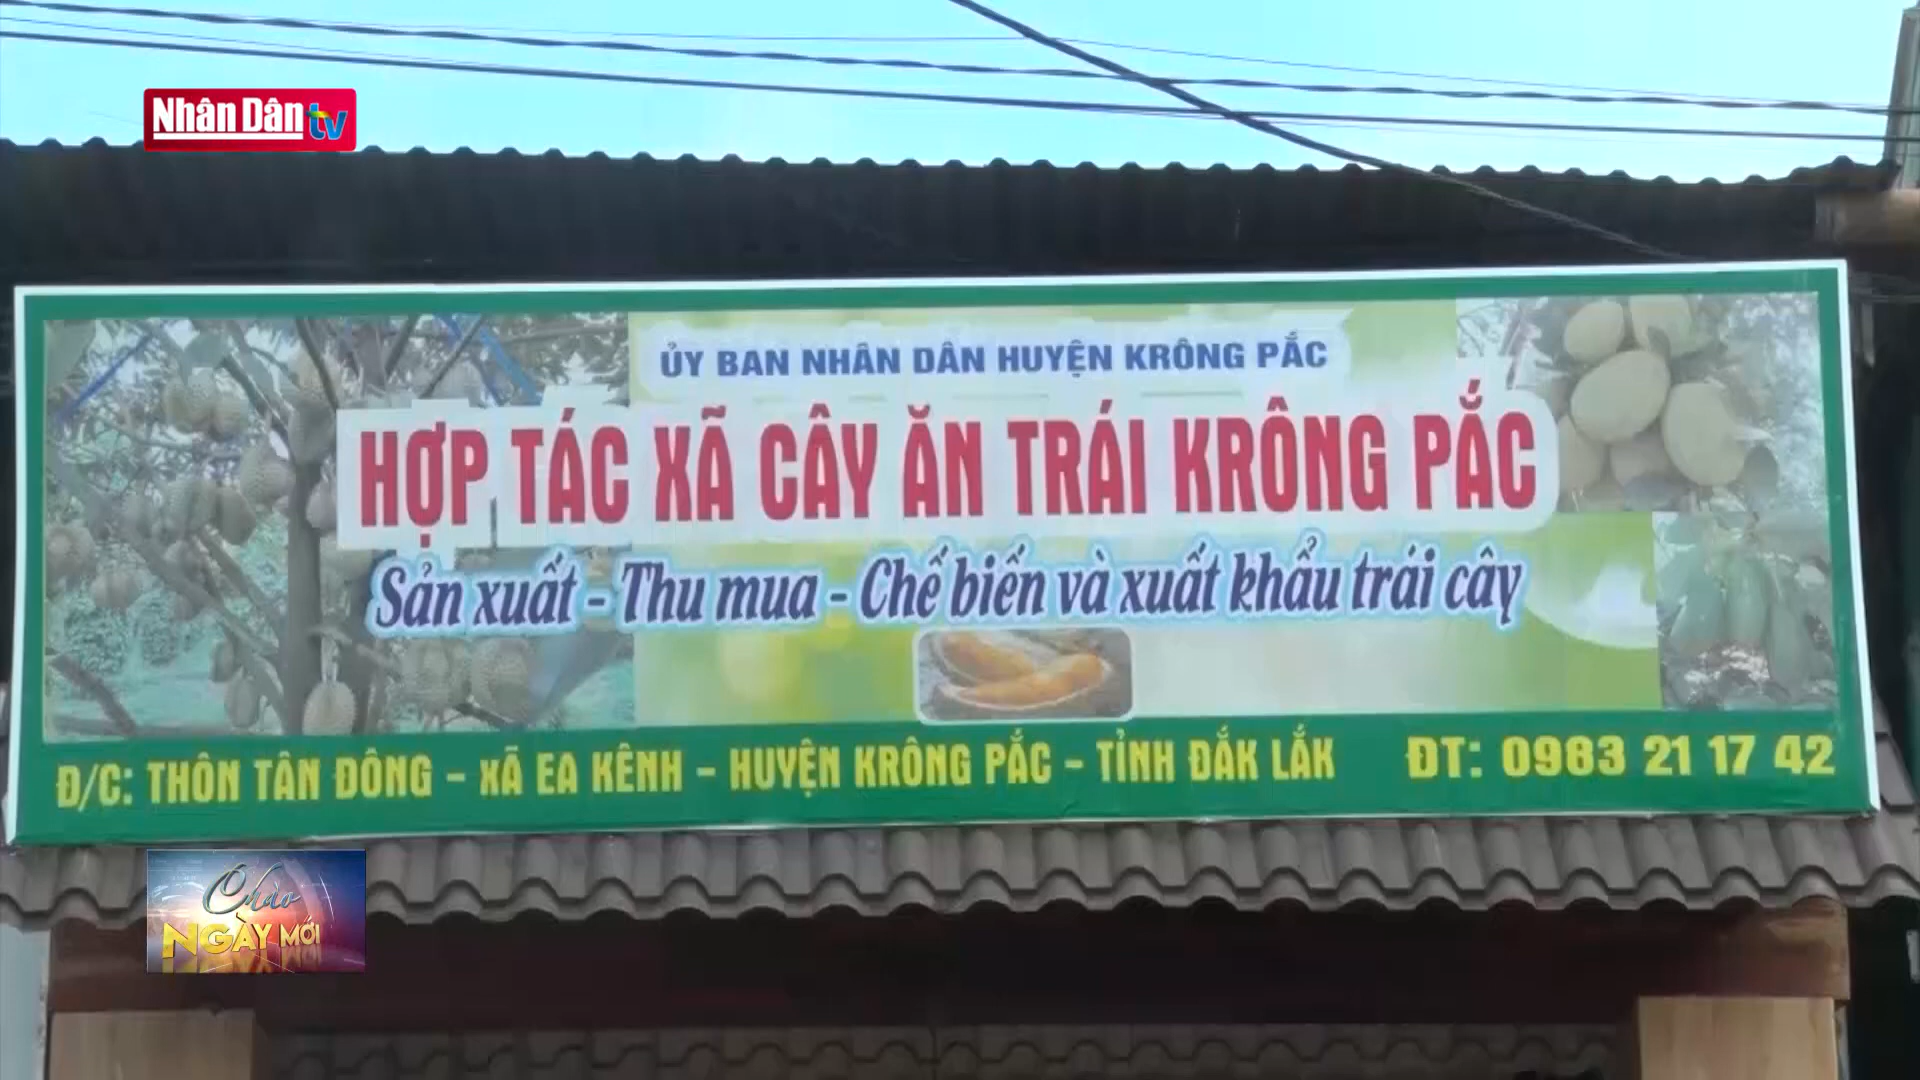 Nhân Dân tv
ỦY BAN NHÂN DÂN HUYỆN KRÔNG PẮC
HỢP TÁC XÃ CÂY ĂN TRÁI KRÔNG PẮC
Sản xuất - Thu mua - Chế biến và xuất khẩu trái cây
Đ/C: THÔN TÂN ĐÔNG - XÃ EA KÊNH - HUYỆN KRÔNG PẮC - TỈNH ĐẮK LẮK ĐT: 0983 21 17 42
Chào
NGÀY MỚI